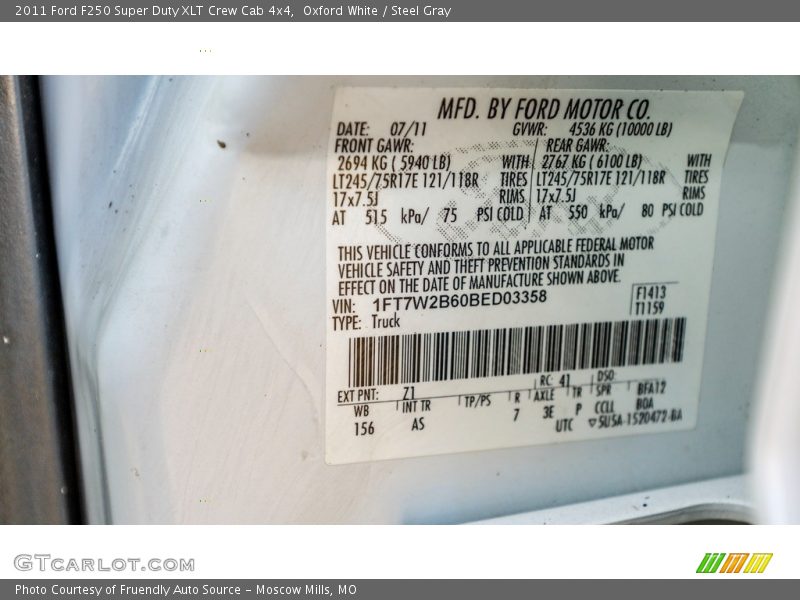 2011 Ford F250 Super Duty XLT Crew Cab 4x4, Oxford White / Steel Gray
MFD. BY FORD MOTOR CO.
DATE: 07/11 GVWR: 4536 KG (10000 LB)
FRONT GAWR: REAR GAWR:
2694 KG ( 5940 LB) WITH 2767 KG ( 6100 LB) WITH
LT245/75R17E 121/118R TIRES LT245/75R17E 121/118R TIRES
17x7.5J RIMS 17x7.5J RIMS
AT 515 kPa/ 75 PSI COLD AT 550 kPa/ 80 PSI COLD
THIS VEHICLE CONFORMS TO ALL APPLICABLE FEDERAL MOTOR
VEHICLE SAFETY AND THEFT PREVENTION STANDARDS IN
EFFECT ON THE DATE OF MANUFACTURE SHOWN ABOVE.
VIN: 1FT7W2B60BED03358 F1413
TYPE: Truck T1159
EXT PNT: Z1 RC: 41 DSO:
WB INT TR TP/PS R AXLE TR SPR BFA12
156 AS 7 3E P CCLL BOA
UTC ▽5U5A-1520472-BA
GTCARLOT.COM
Photo Courtesy of Fruendly Auto Source - Moscow Mills, MO